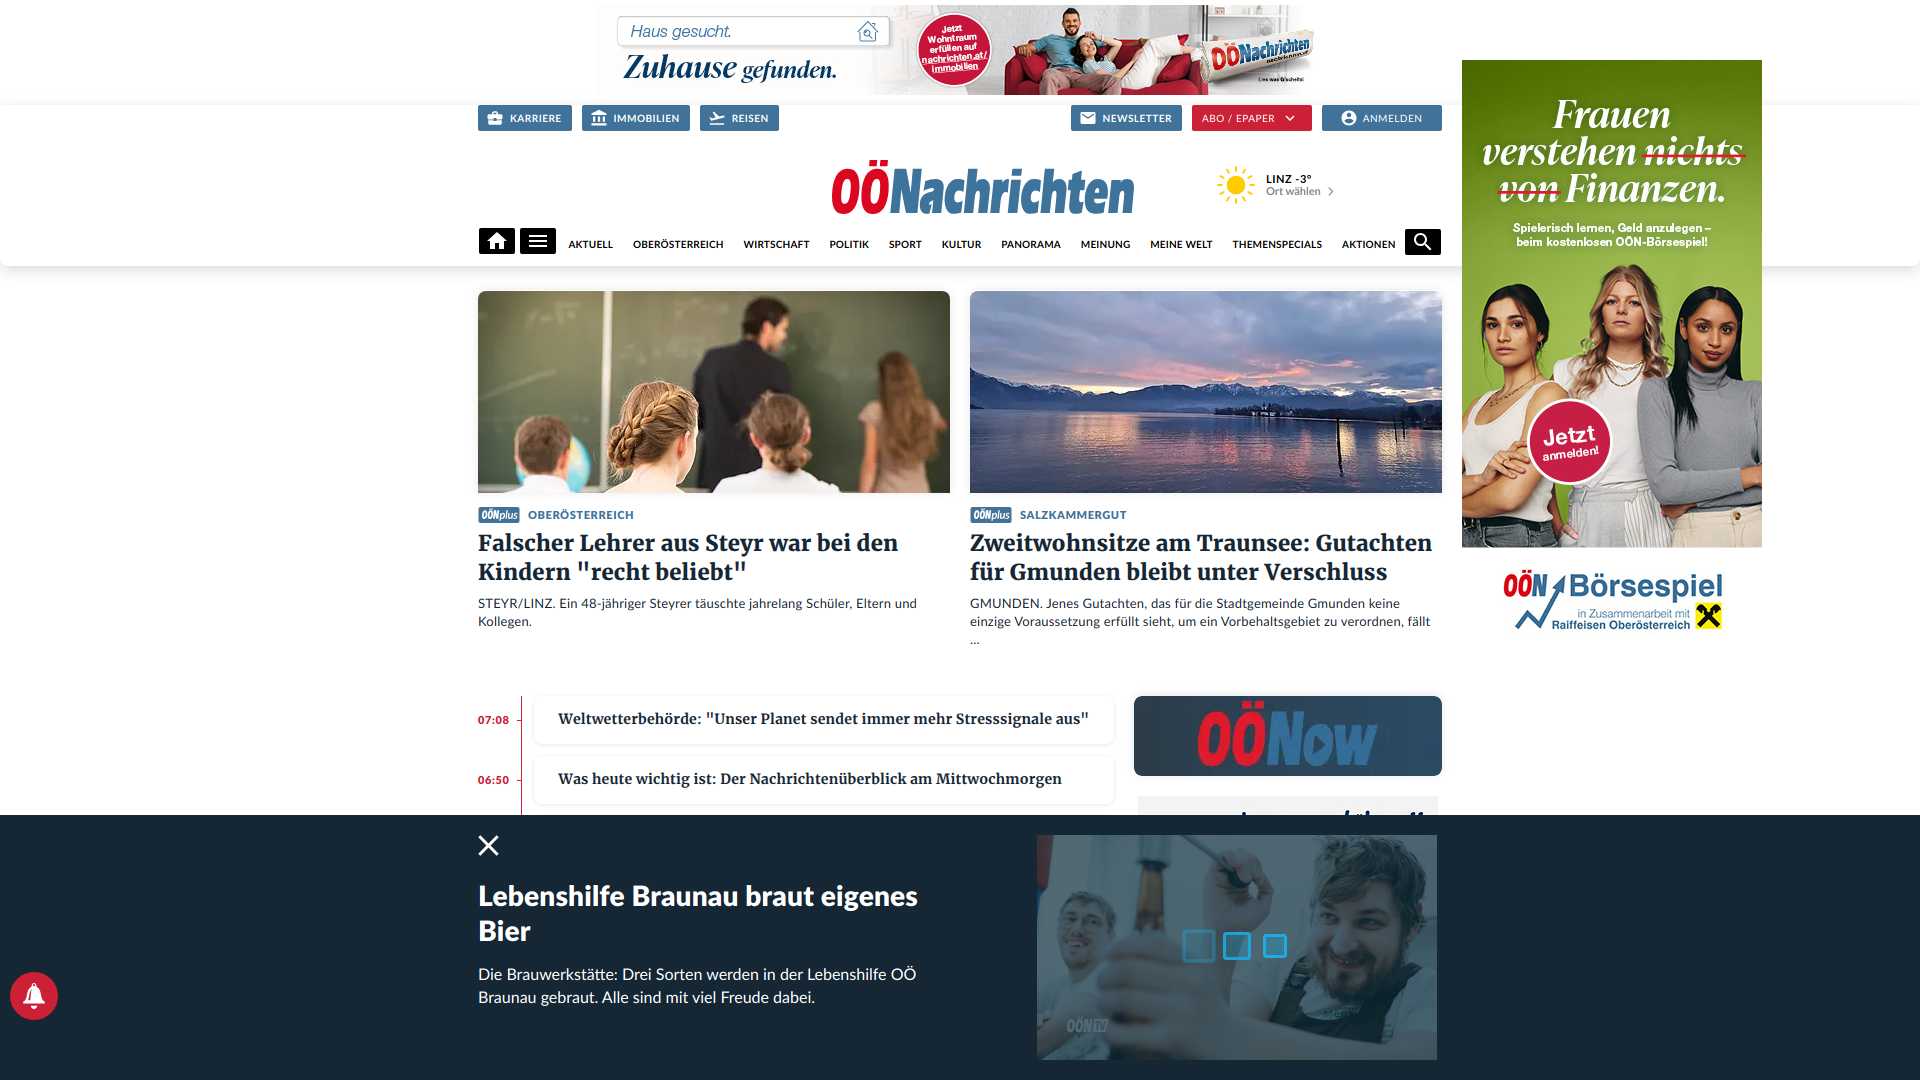 Haus gesucht.
Zuhause gefunden.
Jetzt
Wohntraum
erfüllen auf
nachrichten.at/
immobilien
OÖNachrichten
Lies was G'scheits!
KARRIERE
IMMOBILIEN
REISEN
NEWSLETTER
ABO / EPAPER
ANMELDEN
OÖNachrichten
LINZ -3°
Ort wählen
AKTUELL
OBERÖSTERREICH
WIRTSCHAFT
POLITIK
SPORT
KULTUR
PANORAMA
MEINUNG
MEINE WELT
THEMENSPECIALS
AKTIONEN
Frauen
verstehen nichts
von Finanzen.
Spielerisch lernen, Geld anzulegen –
beim kostenlosen OÖN-Börsespiel!
Jetzt
anmelden!
OÖN Börsespiel
in Zusammenarbeit mit
Raiffeisen Oberösterreich
OÖNplus OBERÖSTERREICH
Falscher Lehrer aus Steyr war bei den
Kindern "recht beliebt"
STEYR/LINZ. Ein 48-jähriger Steyrer täuschte jahrelang Schüler, Eltern und
Kollegen.
OÖNplus SALZKAMMERGUT
Zweitwohnsitze am Traunsee: Gutachten
für Gmunden bleibt unter Verschluss
GMUNDEN. Jenes Gutachten, das für die Stadtgemeinde Gmunden keine
einzige Voraussetzung erfüllt sieht, um ein Vorbehaltsgebiet zu verordnen, fällt
...
07:08 Weltwetterbehörde: "Unser Planet sendet immer mehr Stresssignale aus"
06:50 Was heute wichtig ist: Der Nachrichtenüberblick am Mittwochmorgen
OÖNow
Lebenshilfe Braunau braut eigenes
Bier
Die Brauwerkstätte: Drei Sorten werden in der Lebenshilfe OÖ
Braunau gebraut. Alle sind mit viel Freude dabei.
OÖN TV